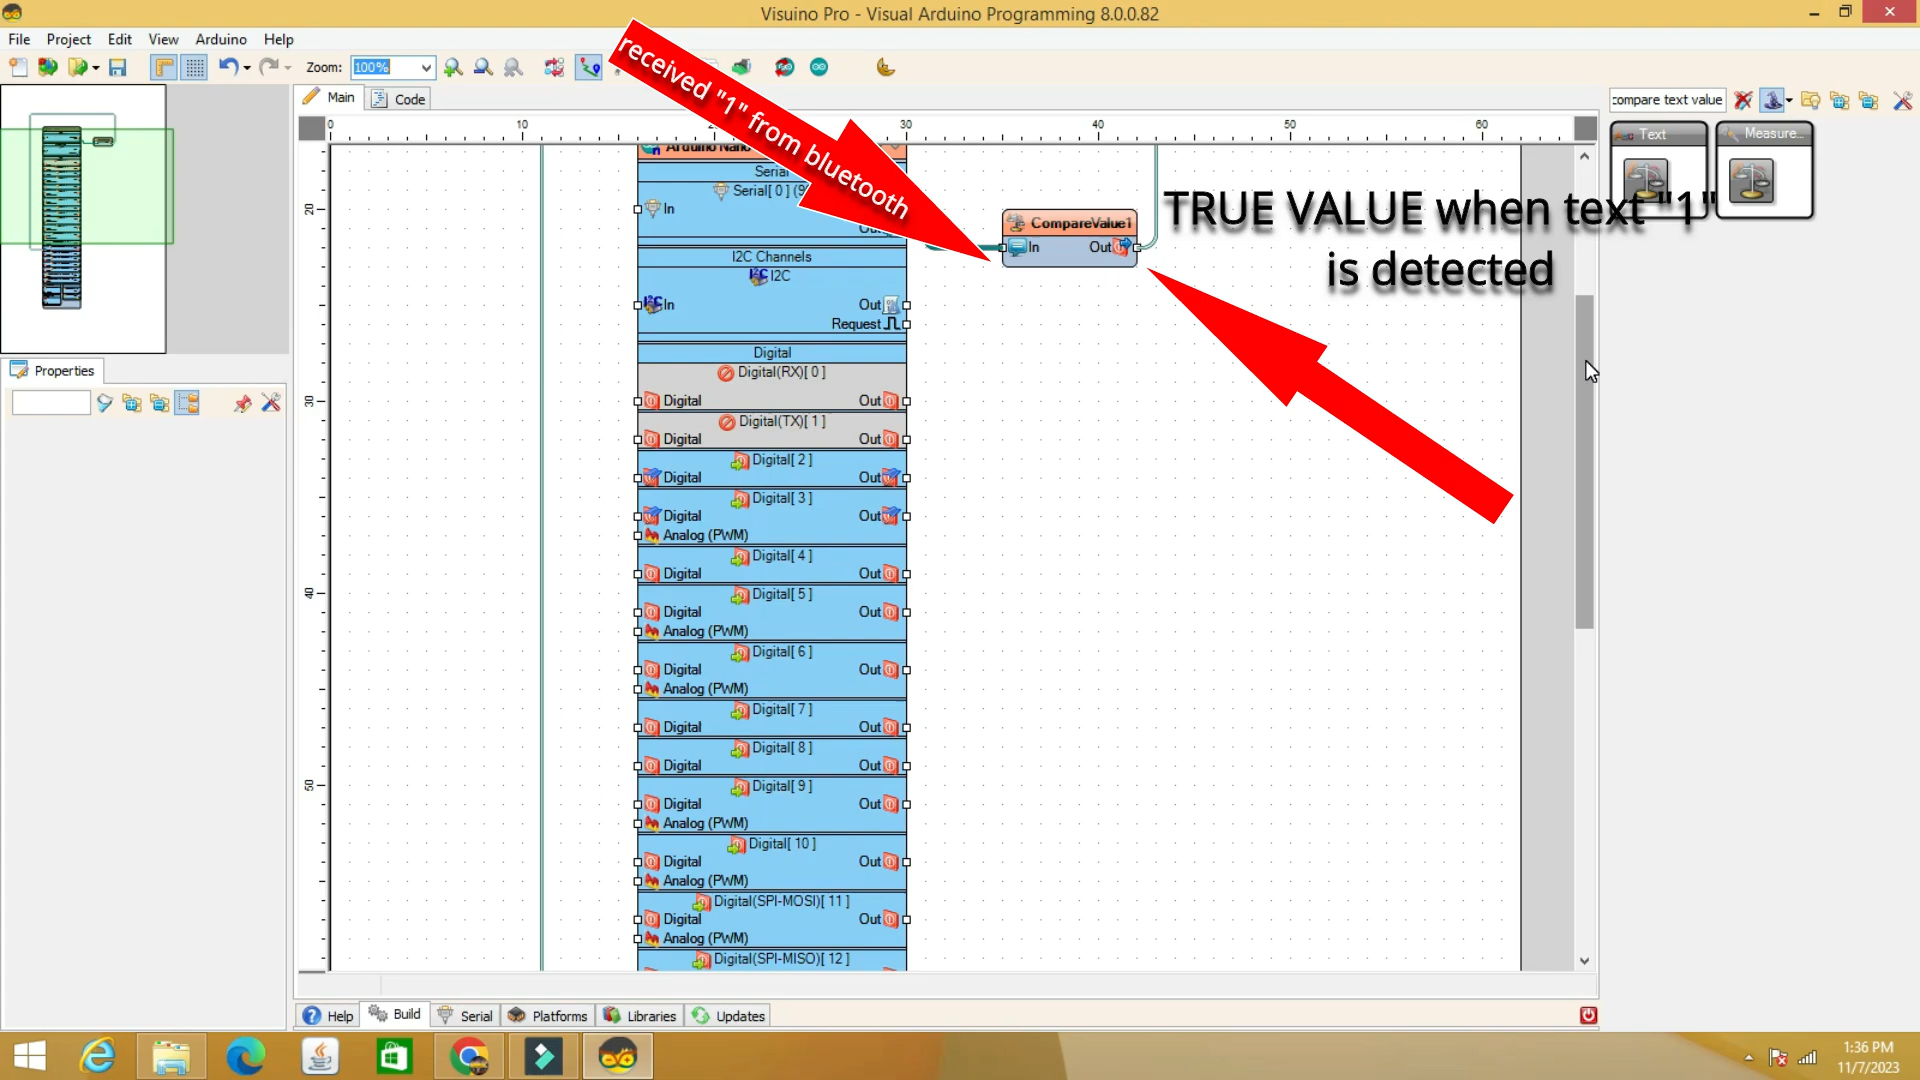 Visuino Pro - Visual Arduino Programming 8.0.0.82
File Project Edit View Arduino Help
Zoom: 100%
received "1" from bluetooth
Main Code
compare text value
Text Measure...
0 10 30 40 50 60
20
30
40
50
Serial[ 0 ]
In
I2C Channels
I2C
In Out
Request
Digital
Digital(RX)[ 0 ]
Digital Out
Digital(TX)[ 1 ]
Digital Out
Digital[ 2 ]
Digital Out
Digital[ 3 ]
Digital Out
Analog (PWM)
Digital[ 4 ]
Digital Out
Digital[ 5 ]
Digital Out
Analog (PWM)
Digital[ 6 ]
Digital Out
Analog (PWM)
Digital[ 7 ]
Digital Out
Digital[ 8 ]
Digital Out
Digital[ 9 ]
Digital Out
Analog (PWM)
Digital[ 10 ]
Digital Out
Analog (PWM)
Digital(SPI-MOSI)[ 11 ]
Digital Out
Analog (PWM)
Digital(SPI-MISO)[ 12 ]
CompareValue1
In Out
TRUE VALUE when text "1"
is detected
Properties
Help Build Serial Platforms Libraries Updates
1:36 PM
11/7/2023